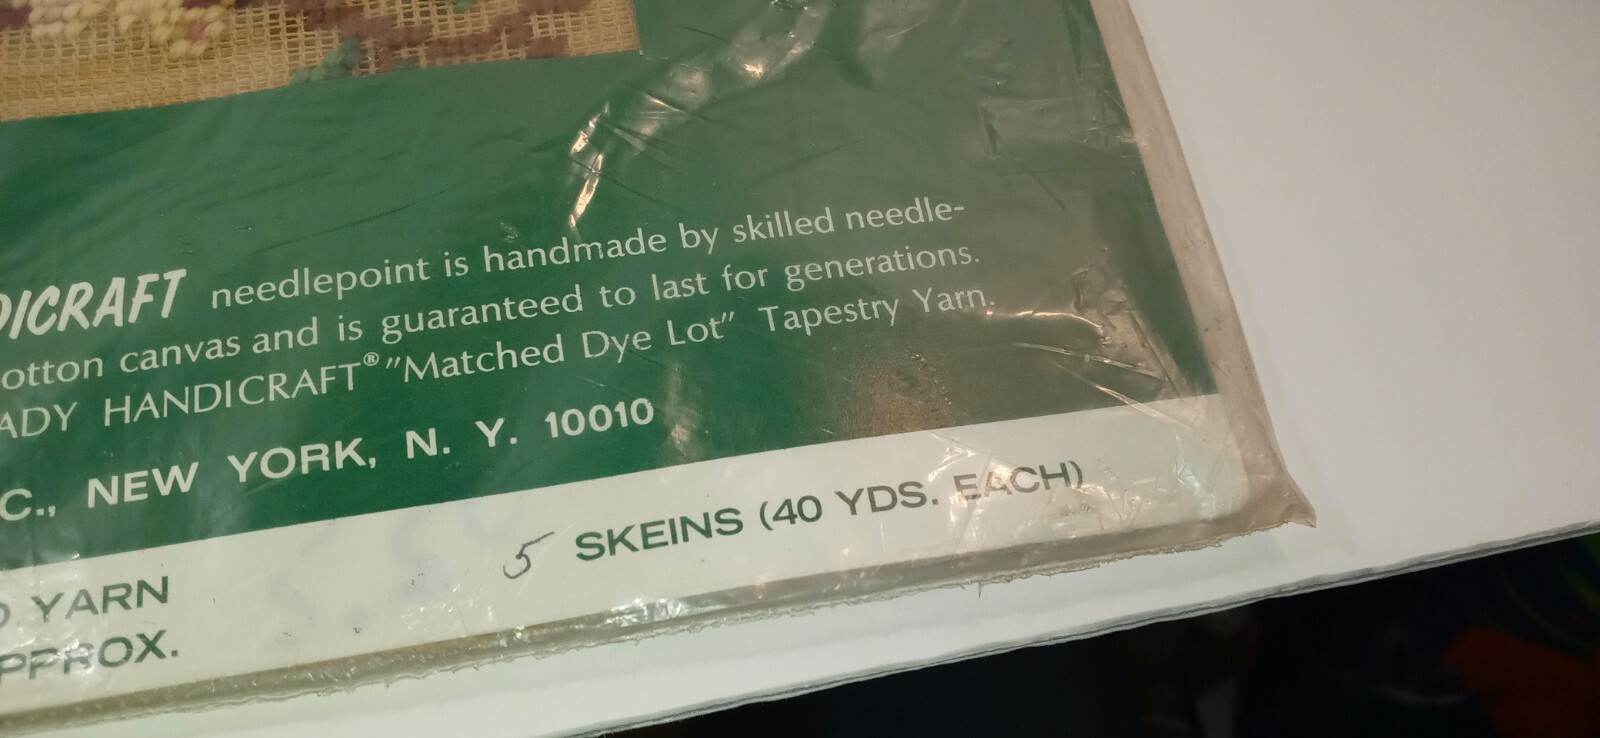 DICRAFT needlepoint is handmade by skilled needle-
otton canvas and is guaranteed to last for generations.
ADY HANDICRAFT® "Matched Dye Lot" Tapestry Yarn.
C., NEW YORK, N. Y. 10010
5 SKEINS (40 YDS. EACH)
YARN
PPROX.